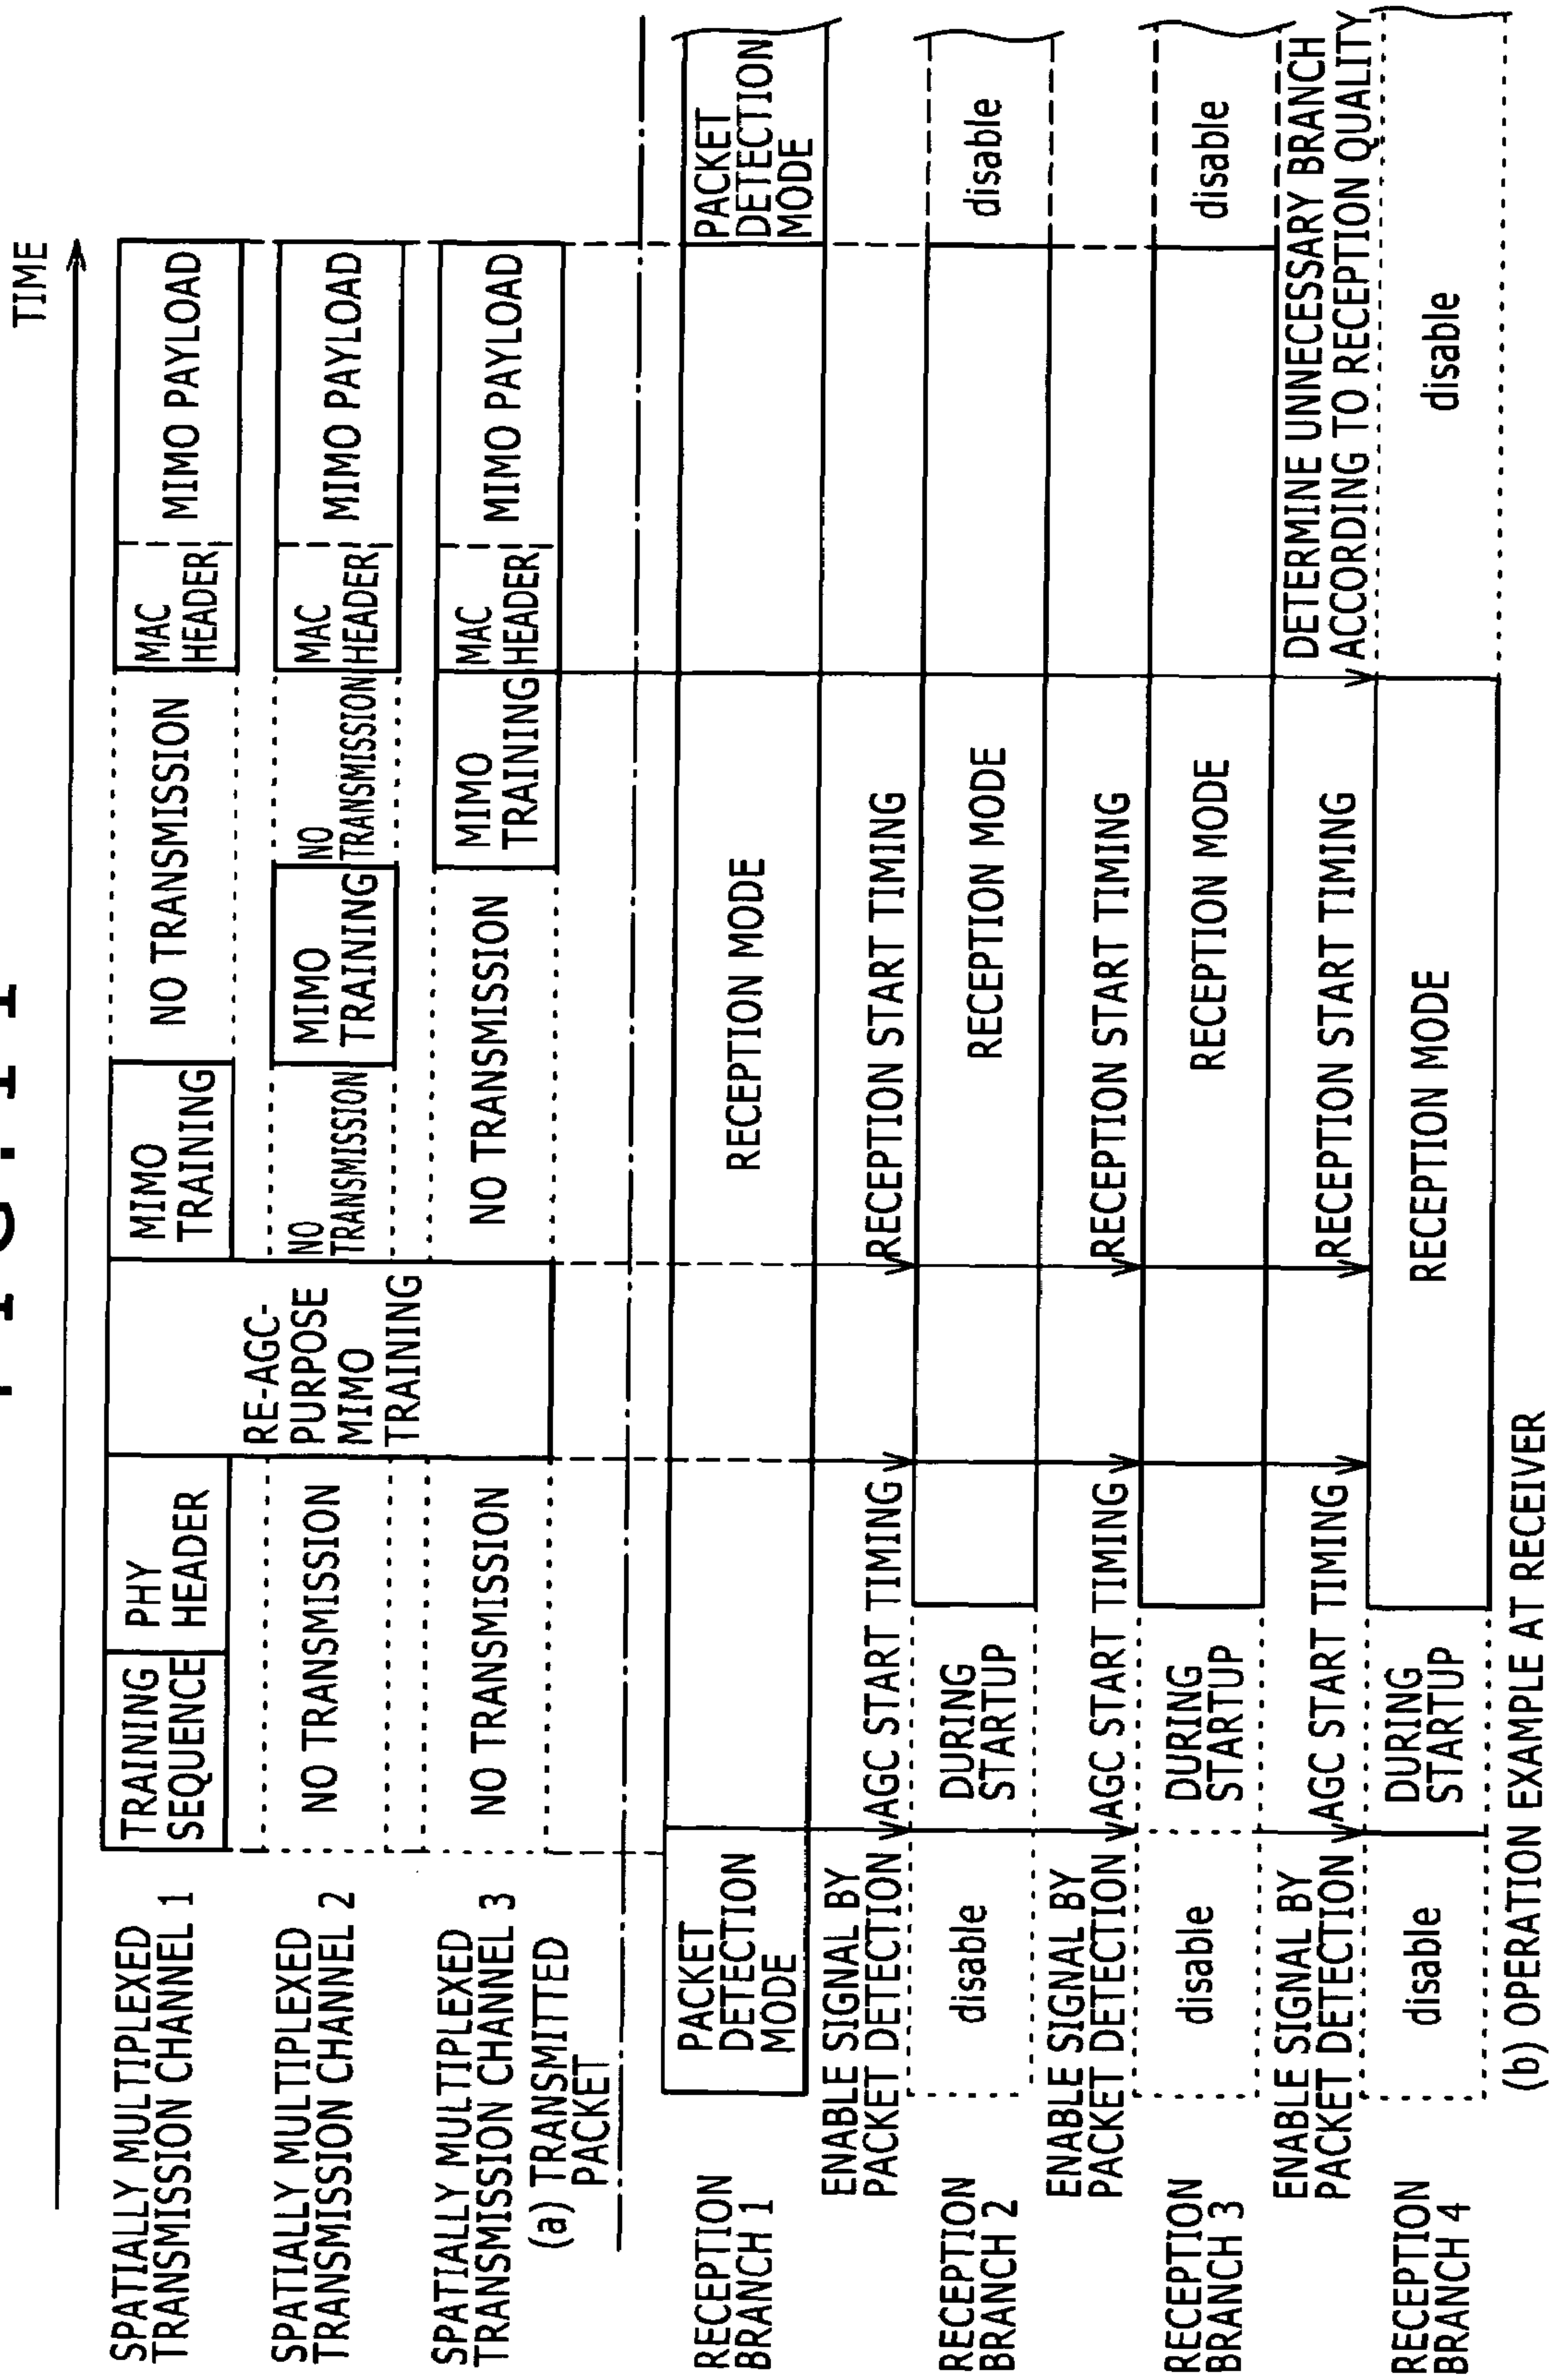 TIME
SPATIALLY MULTIPLEXED
TRANSMISSION CHANNEL 1
TRAINING
SEQUENCE
PHY
HEADER
RE-AGC-
PURPOSE
MIMO
TRAINING
MIMO
TRAINING
NO TRANSMISSION
MAC
HEADER
MIMO PAYLOAD
SPATIALLY MULTIPLEXED
TRANSMISSION CHANNEL 2
NO TRANSMISSION
NO
TRANSMISSION
MIMO
TRAINING
NO
TRANSMISSION
MAC
HEADER
MIMO PAYLOAD
SPATIALLY MULTIPLEXED
TRANSMISSION CHANNEL 3
NO TRANSMISSION
NO TRANSMISSION
MIMO
TRAINING
MAC
HEADER
MIMO PAYLOAD
(a) TRANSMITTED
PACKET
RECEPTION
BRANCH 1
PACKET
DETECTION
MODE
RECEPTION MODE
PACKET
DETECTION
MODE
ENABLE SIGNAL BY
PACKET DETECTION
AGC START TIMING
RECEPTION START TIMING
RECEPTION
BRANCH 2
disable
DURING
STARTUP
RECEPTION MODE
disable
ENABLE SIGNAL BY
PACKET DETECTION
AGC START TIMING
RECEPTION START TIMING
RECEPTION
BRANCH 3
disable
DURING
STARTUP
RECEPTION MODE
disable
ENABLE SIGNAL BY
PACKET DETECTION
AGC START TIMING
RECEPTION START TIMING
DETERMINE UNNECESSARY BRANCH
ACCORDING TO RECEPTION QUALITY
RECEPTION
BRANCH 4
disable
DURING
STARTUP
RECEPTION MODE
disable
(b) OPERATION EXAMPLE AT RECEIVER